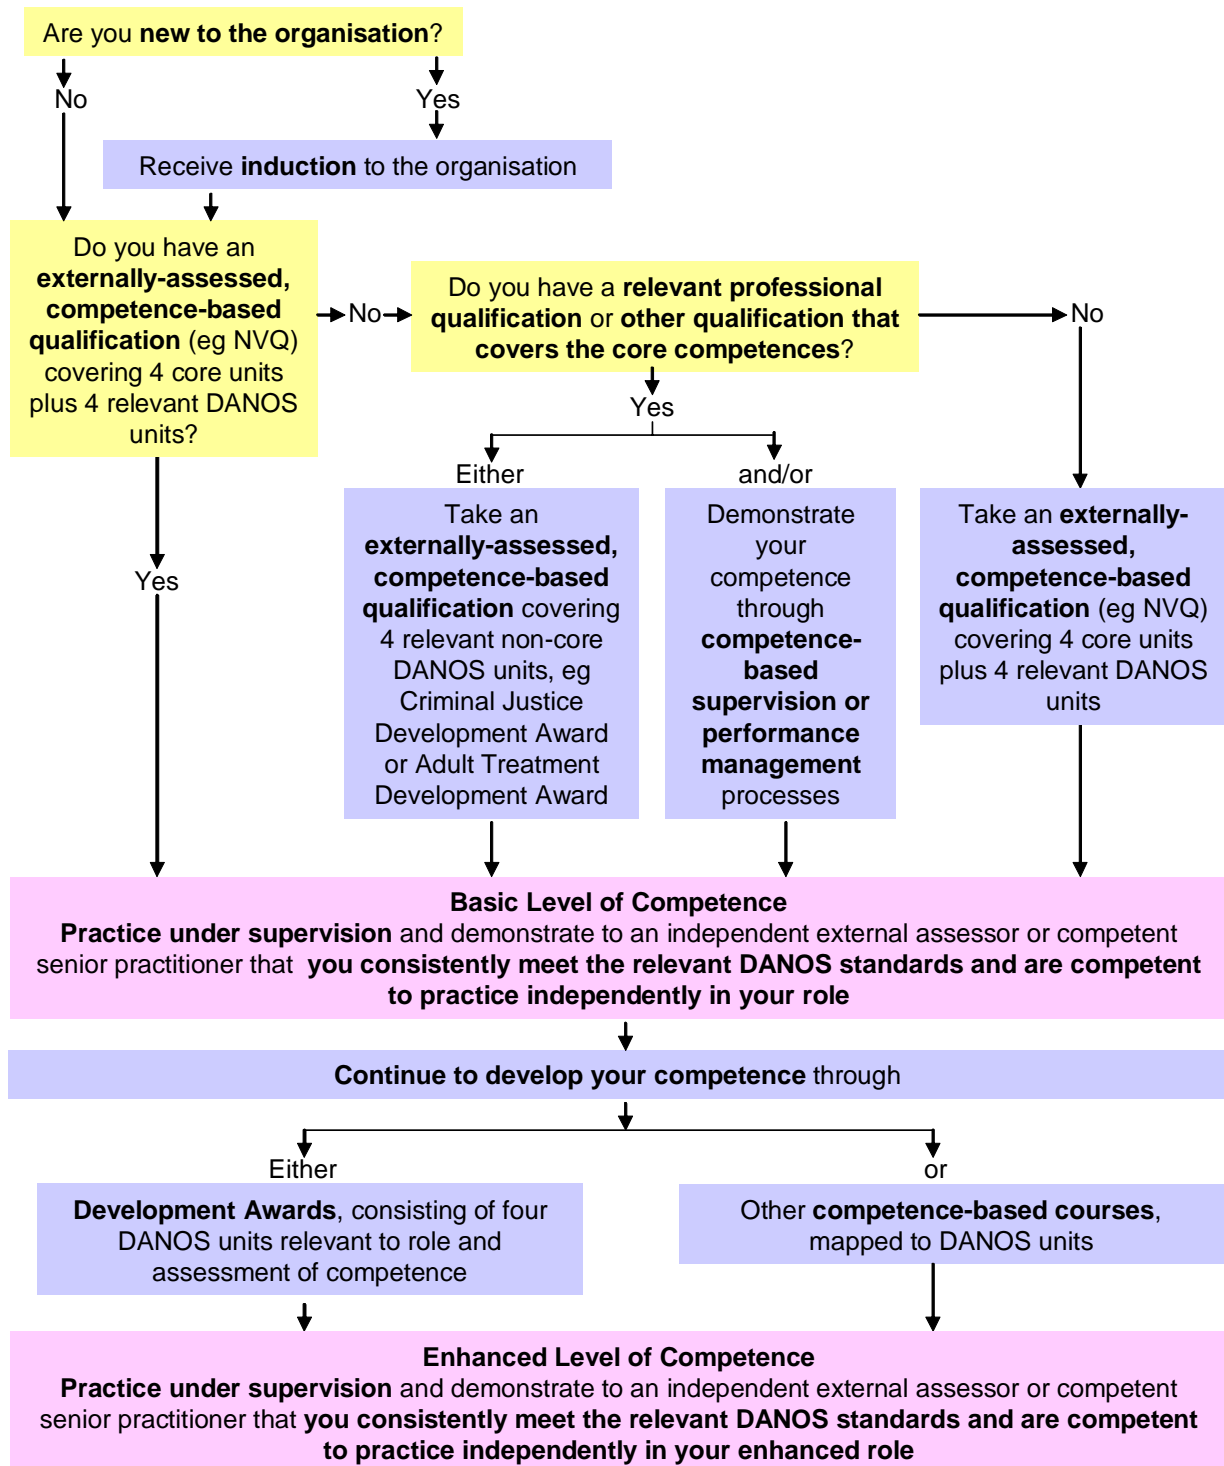 Are you new to the organisation?
No
Yes
Receive induction to the organisation
Do you have an
externally-assessed,
competence-based
qualification (eg NVQ)
covering 4 core units
plus 4 relevant DANOS
units?
No
Do you have a relevant professional
qualification or other qualification that
covers the core competences?
No
Yes
Either
and/or
Take an
externally-assessed,
competence-based
qualification covering
4 relevant non-core
DANOS units, eg
Criminal Justice
Development Award
or Adult Treatment
Development Award
Demonstrate
your
competence
through
competence-
based
supervision or
performance
management
processes
Take an externally-
assessed,
competence-based
qualification (eg NVQ)
covering 4 core units
plus 4 relevant DANOS
units
Yes
Basic Level of Competence
Practice under supervision and demonstrate to an independent external assessor or competent
senior practitioner that you consistently meet the relevant DANOS standards and are competent
to practice independently in your role
Continue to develop your competence through
Either
or
Development Awards, consisting of four
DANOS units relevant to role and
assessment of competence
Other competence-based courses,
mapped to DANOS units
Enhanced Level of Competence
Practice under supervision and demonstrate to an independent external assessor or competent
senior practitioner that you consistently meet the relevant DANOS standards and are competent
to practice independently in your enhanced role